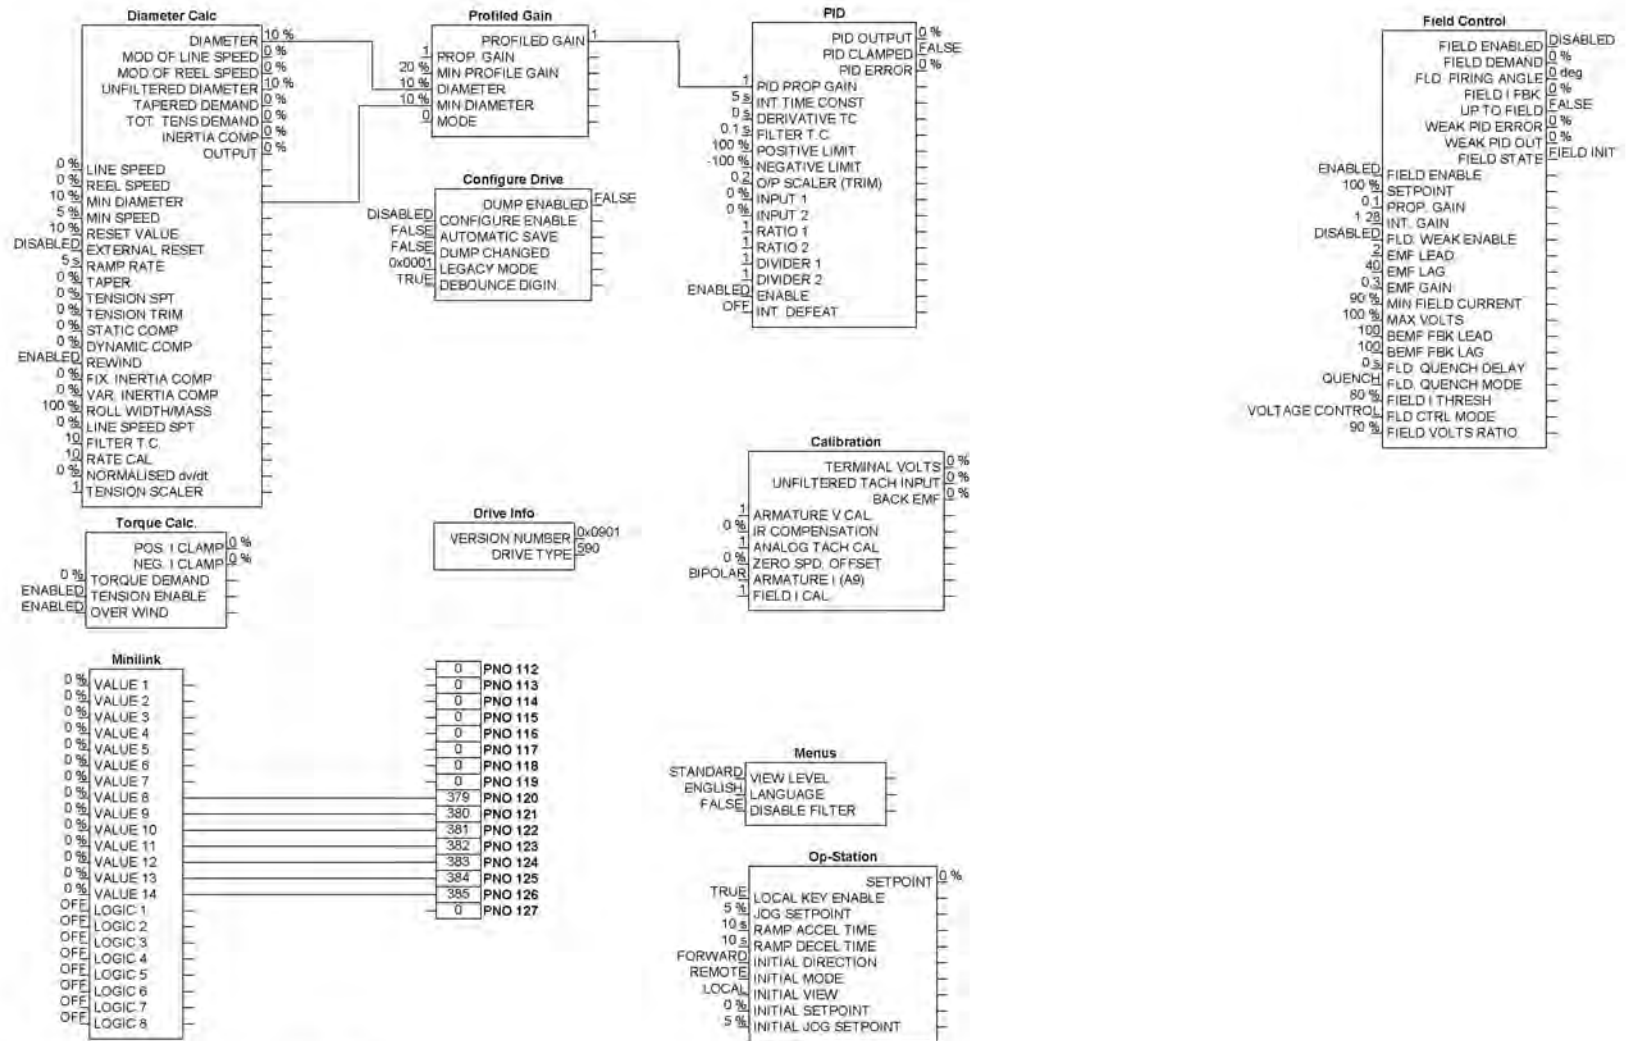 Diameter Calc
DIAMETER 10 %
MOD OF LINE SPEED 0 %
MOD OF REEL SPEED 0 %
UNFILTERED DIAMETER 10 %
TAPERED DEMAND 0 %
TOT. TENS DEMAND 0 %
INERTIA COMP 0 %
OUTPUT 0 %
0 % LINE SPEED
0 % REEL SPEED
10 % MIN DIAMETER
5 % MIN SPEED
10 % RESET VALUE
DISABLED EXTERNAL RESET
5 s RAMP RATE
0 % TAPER
0 % TENSION SPT
0 % TENSION TRIM
0 % STATIC COMP
0 % DYNAMIC COMP
ENABLED REWIND
0 % FIX. INERTIA COMP
0 % VAR. INERTIA COMP
100 % ROLL WIDTH/MASS
0 % LINE SPEED SPT
10 FILTER T.C.
10 RATE CAL
0 % NORMALISED dv/dt
1 TENSION SCALER
Torque Calc.
POS. I CLAMP 0 %
NEG. I CLAMP 0 %
0 % TORQUE DEMAND
ENABLED TENSION ENABLE
ENABLED OVER WIND
Minilink
0 % VALUE 1
0 % VALUE 2
0 % VALUE 3
0 % VALUE 4
0 % VALUE 5
0 % VALUE 6
0 % VALUE 7
0 % VALUE 8
0 % VALUE 9
0 % VALUE 10
0 % VALUE 11
0 % VALUE 12
0 % VALUE 13
0 % VALUE 14
OFF LOGIC 1
OFF LOGIC 2
OFF LOGIC 3
OFF LOGIC 4
OFF LOGIC 5
OFF LOGIC 6
OFF LOGIC 7
OFF LOGIC 8
Profiled Gain
PROFILED GAIN 1
1 PROP. GAIN
20 % MIN PROFILE GAIN
10 % DIAMETER
10 % MIN DIAMETER
0 MODE
Configure Drive
DUMP ENABLED FALSE
DISABLED CONFIGURE ENABLE
FALSE AUTOMATIC SAVE
FALSE DUMP CHANGED
0x0001 LEGACY MODE
TRUE DEBOUNCE DIGIN
Drive Info
VERSION NUMBER 0x0901
DRIVE TYPE 590
0 PNO 112
0 PNO 113
0 PNO 114
0 PNO 115
0 PNO 116
0 PNO 117
0 PNO 118
0 PNO 119
379 PNO 120
380 PNO 121
381 PNO 122
382 PNO 123
383 PNO 124
384 PNO 125
385 PNO 126
0 PNO 127
PID
PID OUTPUT 0 %
PID CLAMPED FALSE
PID ERROR 0 %
1 PID PROP GAIN
5 s INT TIME CONST
0 s DERIVATIVE TC
0.1 s FILTER T.C.
100 % POSITIVE LIMIT
-100 % NEGATIVE LIMIT
0.2 O/P SCALER (TRIM)
0 % INPUT 1
0 % INPUT 2
1 RATIO 1
1 RATIO 2
1 DIVIDER 1
1 DIVIDER 2
ENABLED ENABLE
OFF INT. DEFEAT
Calibration
TERMINAL VOLTS 0 %
UNFILTERED TACH INPUT 0 %
BACK EMF 0 %
1 ARMATURE V CAL.
0 % IR COMPENSATION
1 ANALOG TACH CAL
0 % ZERO SPD. OFFSET
BIPOLAR ARMATURE I (A9)
1 FIELD I CAL.
Menus
STANDARD VIEW LEVEL
ENGLISH LANGUAGE
FALSE DISABLE FILTER
Op-Station
SETPOINT 0 %
TRUE LOCAL KEY ENABLE
5 % JOG SETPOINT
10 s RAMP ACCEL TIME
10 s RAMP DECEL TIME
FORWARD INITIAL DIRECTION
REMOTE INITIAL MODE
LOCAL INITIAL VIEW
0 % INITIAL SETPOINT
5 % INITIAL JOG SETPOINT
Field Control
FIELD ENABLED DISABLED
FIELD DEMAND 0 %
FLD. FIRING ANGLE 0 deg
FIELD I FBK 0 %
UP TO FIELD FALSE
WEAK PID ERROR 0 %
WEAK PID OUT 0 %
FIELD STATE FIELD INIT
ENABLED FIELD ENABLE
100 % SETPOINT
0.1 PROP. GAIN
1.28 INT. GAIN
DISABLED FLD. WEAK ENABLE
2 EMF LEAD
40 EMF LAG
0.3 EMF GAIN
90 % MIN FIELD CURRENT
100 % MAX VOLTS
100 BEMF FBK LEAD
100 BEMF FBK LAG
0 s FLD. QUENCH DELAY
QUENCH FLD. QUENCH MODE
80 % FIELD I THRESH
VOLTAGE CONTROL FLD CTRL MODE
90 % FIELD VOLTS RATIO